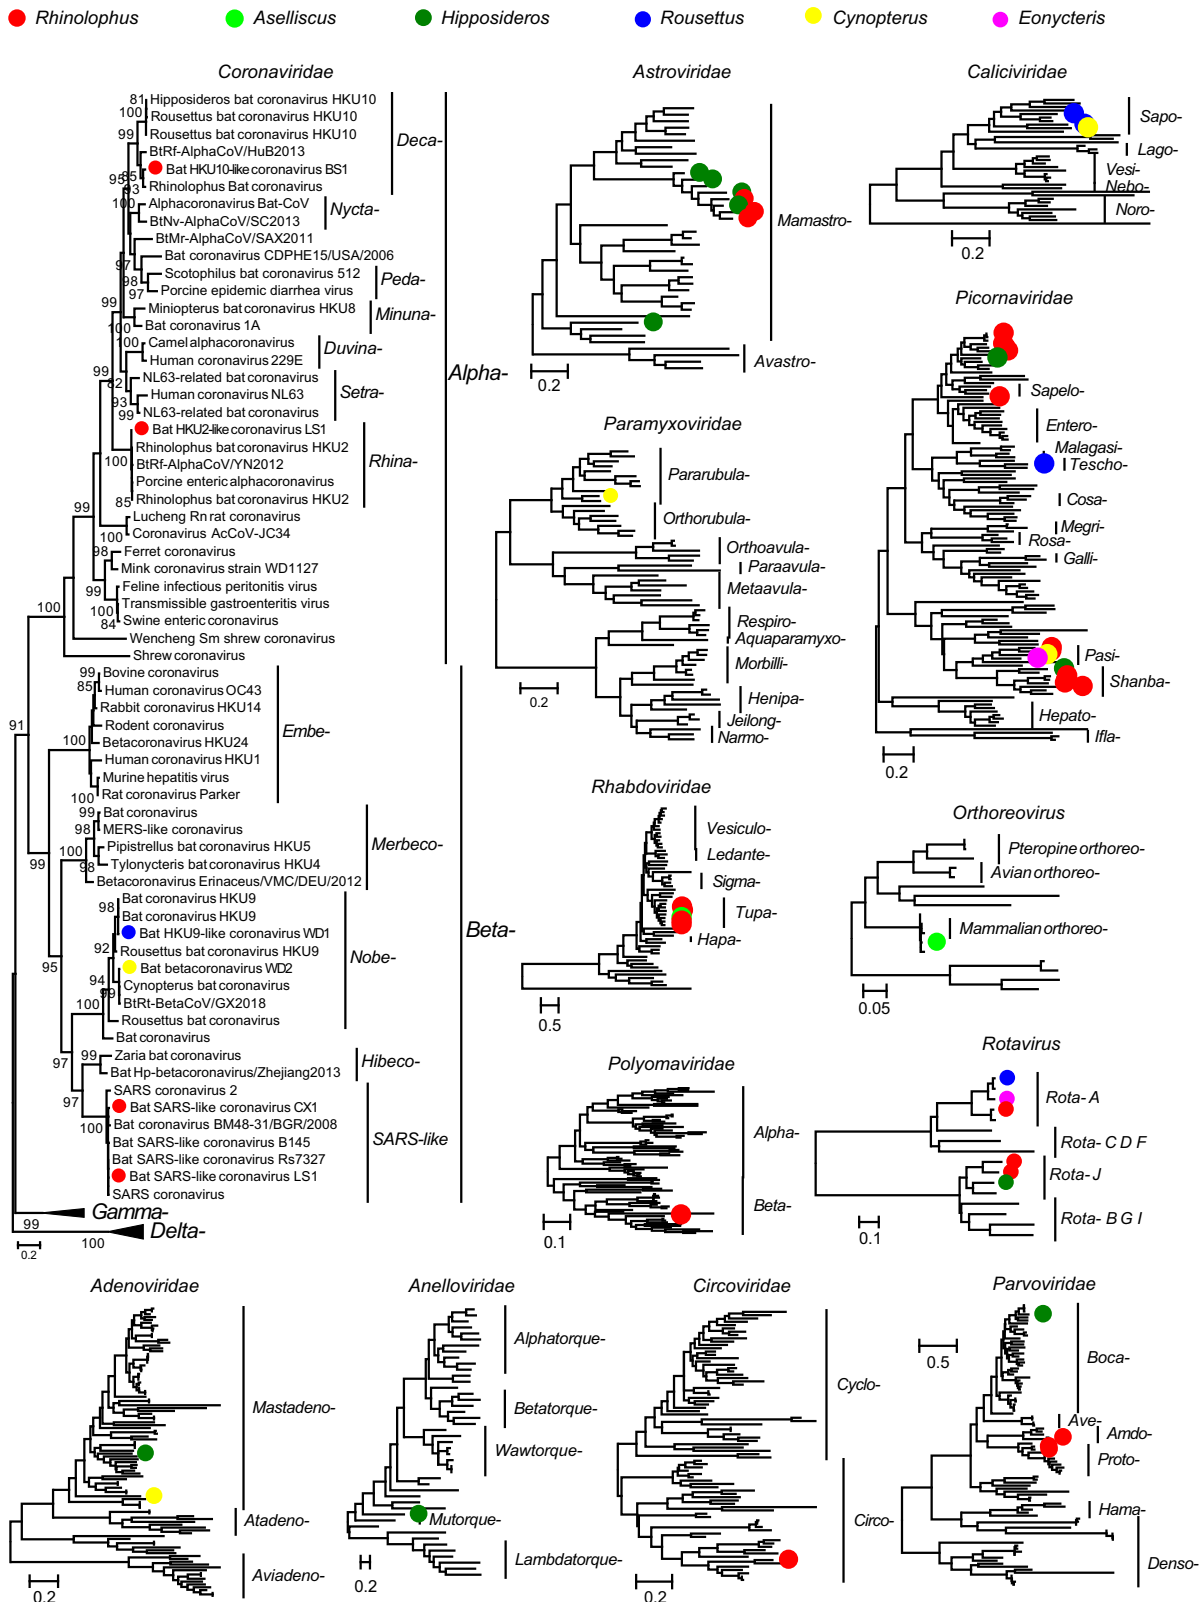 Rhinolophus
Aselliscus
Hipposideros
Rousettus
Cynopterus
Eonycteris
Coronaviridae
81 Hipposideros bat coronavirus HKU10
100 Rousettus bat coronavirus HKU10
99 Rousettus bat coronavirus HKU10
Deca-
BtRf-AlphaCoV/HuB2013
Bat HKU10-like coronavirus BS1
95 85
93 Rhinolophus Bat coronavirus
100 Alphacoronavirus Bat-CoV
Nycta-
BtNv-AlphaCoV/SC2013
BtMr-AlphaCoV/SAX2011
Bat coronavirus CDPHE15/USA/2006
97
98 Scotophilus bat coronavirus 512
Peda-
97 Porcine epidemic diarrhea virus
99 Miniopterus bat coronavirus HKU8
Minuna-
100 Bat coronavirus 1A
100 Camel alphacoronavirus
Duvina-
Human coronavirus 229E
99
82 NL63-related bat coronavirus
Setra-
93 Human coronavirus NL63
99 NL63-related bat coronavirus
Alpha-
Bat HKU2-like coronavirus LS1
Rhinolophus bat coronavirus HKU2
100 BtRf-AlphaCoV/YN2012
Rhina-
Porcine enteric alphacoronavirus
85 Rhinolophus bat coronavirus HKU2
99
Lucheng Rn rat coronavirus
100 Coronavirus AcCoV-JC34
98 Ferret coronavirus
Mink coronavirus strain WD1127
99 Feline infectious peritonitis virus
100 Transmissible gastroenteritis virus
84 Swine enteric coronavirus
100
Wencheng Sm shrew coronavirus
Shrew coronavirus
99 Bovine coronavirus
85 Human coronavirus OC43
Rabbit coronavirus HKU14
Rodent coronavirus
Embe-
91
100 Betacoronavirus HKU24
Human coronavirus HKU1
Murine hepatitis virus
100 Rat coronavirus Parker
99 Bat coronavirus
98 MERS-like coronavirus
Merbeco-
100 Pipistrellus bat coronavirus HKU5
99
98 Tylonycteris bat coronavirus HKU4
Betacoronavirus Erinaceus/VMC/DEU/2012
98 Bat coronavirus HKU9
Bat coronavirus HKU9
Bat HKU9-like coronavirus WD1
Beta-
92 Rousettus bat coronavirus HKU9
Nobe-
95
Bat betacoronavirus WD2
94 Cynopterus bat coronavirus
99
100 BtRt-BetaCoV/GX2018
Rousettus bat coronavirus
Bat coronavirus
97
99 Zaria bat coronavirus
Hibeco-
Bat Hp-betacoronavirus/Zhejiang2013
97
SARS coronavirus 2
Bat SARS-like coronavirus CX1
100 Bat coronavirus BM48-31/BGR/2008
SARS-like
Bat SARS-like coronavirus B145
Bat SARS-like coronavirus Rs7327
Bat SARS-like coronavirus LS1
SARS coronavirus
Gamma-
99
Delta-
100
0.2
Astroviridae
Mamastro-
Avastro-
0.2
Caliciviridae
Sapo-
Lago-
Vesi-
Nebo-
Noro-
0.2
Paramyxoviridae
Pararubula-
Orthorubula-
Orthoavula-
Paraavula-
Metaavula-
Respiro-
Aquaparamyxo-
Morbilli-
Henipa-
Jeilong-
Narmo-
0.2
Picornaviridae
Sapelo-
Entero-
Malagasi-
Tescho-
Cosa-
Megri-
Rosa-
Galli-
Pasi-
Shanba-
Hepato-
Ifla-
0.2
Rhabdoviridae
Vesiculo-
Ledante-
Sigma-
Tupa-
Hapa-
0.5
Orthoreovirus
Pteropine orthoreo-
Avian orthoreo-
Mammalian orthoreo-
0.05
Polyomaviridae
Alpha-
Beta-
0.1
Rotavirus
Rota- A
Rota- C D F
Rota- J
Rota- B G I
0.1
Adenoviridae
Mastadeno-
Atadeno-
Aviadeno-
0.2
Anelloviridae
Alphatorque-
Betatorque-
Wawtorque-
Mutorque-
Lambdatorque-
0.2
Circoviridae
Cyclo-
Circo-
0.2
Parvoviridae
0.5
Boca-
Ave-
Amdo-
Proto-
Hama-
Denso-